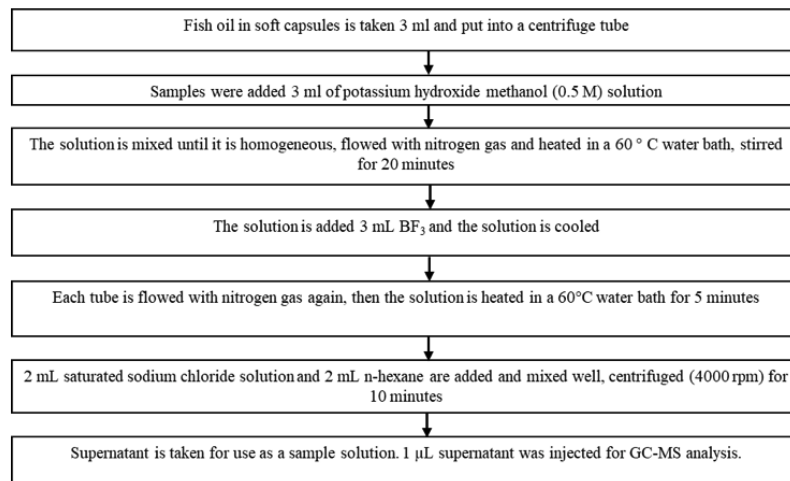 Fish oil in soft capsules is taken 3 ml and put into a centrifuge tube
Samples were added 3 ml of potassium hydroxide methanol (0.5 M) solution
The solution is mixed until it is homogeneous, flowed with nitrogen gas and heated in a 60 ° C water bath, stirred
for 20 minutes
The solution is added 3 mL BF₃ and the solution is cooled
Each tube is flowed with nitrogen gas again, then the solution is heated in a 60°C water bath for 5 minutes
2 mL saturated sodium chloride solution and 2 mL n-hexane are added and mixed well, centrifuged (4000 rpm) for
10 minutes
Supernatant is taken for use as a sample solution. 1 µL supernatant was injected for GC-MS analysis.